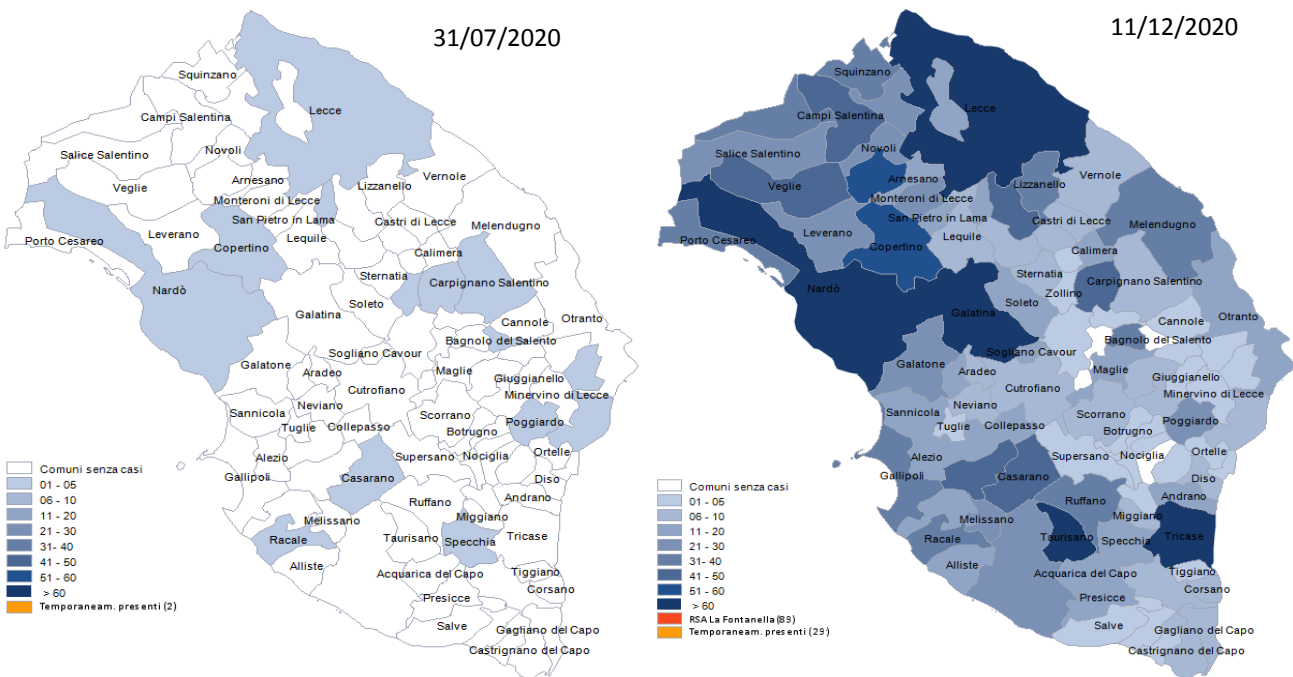 31/07/2020
Squinzano
Lecce
Campi Salentina
Novoli
Salice Salentino
Arnesano
Lizzanello
Vernole
Veglie
Monteroni di Lecce
San Pietro in Lama
Castri di Lecce
Melendugno
Leverano
Lequile
Porto Cesareo
Copertino
Calimera
Sternatia
Carpignano Salentino
Nardò
Soleto
Galatina
Cannole
Otranto
Bagnolo del Salento
Sogliano Cavour
Galatone
Aradeo
Maglie
Giuggianello
Cutrofiano
Minervino di Lecce
Neviano
Sannicola
Scorrano
Poggiardo
Tuglie
Collepasso
Botrugno
Alezio
Supersano
Nociglia
Ortelle
Gallipoli
Casarano
Diso
Ruffano
Andrano
Miggiano
Melissano
Racale
Taurisano
Specchia
Tricase
Alliste
Acquarica del Capo
Tiggiano
Corsano
Presicce
Salve
Gagliano del Capo
Castrignano del Capo
Comuni senza casi
01 - 05
06 - 10
11 - 20
21 - 30
31 - 40
41 - 50
51 - 60
> 60
Temporaneam. presenti (2)
11/12/2020
Squinzano
Lecce
Campi Salentina
Novoli
Salice Salentino
Arnesano
Lizzanello
Vernole
Veglie
Monteroni di Lecce
San Pietro in Lama
Castri di Lecce
Melendugno
Leverano
Lequile
Porto Cesareo
Copertino
Calimera
Sternatia
Carpignano Salentino
Zollino
Nardò
Soleto
Galatina
Cannole
Otranto
Bagnolo del Salento
Sogliano Cavour
Galatone
Aradeo
Maglie
Giuggianello
Cutrofiano
Minervino di Lecce
Neviano
Sannicola
Scorrano
Poggiardo
Tuglie
Collepasso
Botrugno
Alezio
Supersano
Nociglia
Ortelle
Gallipoli
Casarano
Diso
Ruffano
Andrano
Miggiano
Melissano
Racale
Taurisano
Specchia
Tricase
Alliste
Acquarica del Capo
Tiggiano
Corsano
Presicce
Salve
Gagliano del Capo
Castrignano del Capo
Comuni senza casi
01 - 05
06 - 10
11 - 20
21 - 30
31 - 40
41 - 50
51 - 60
> 60
RSA La Fontanella (89)
Temporaneam. presenti (29)